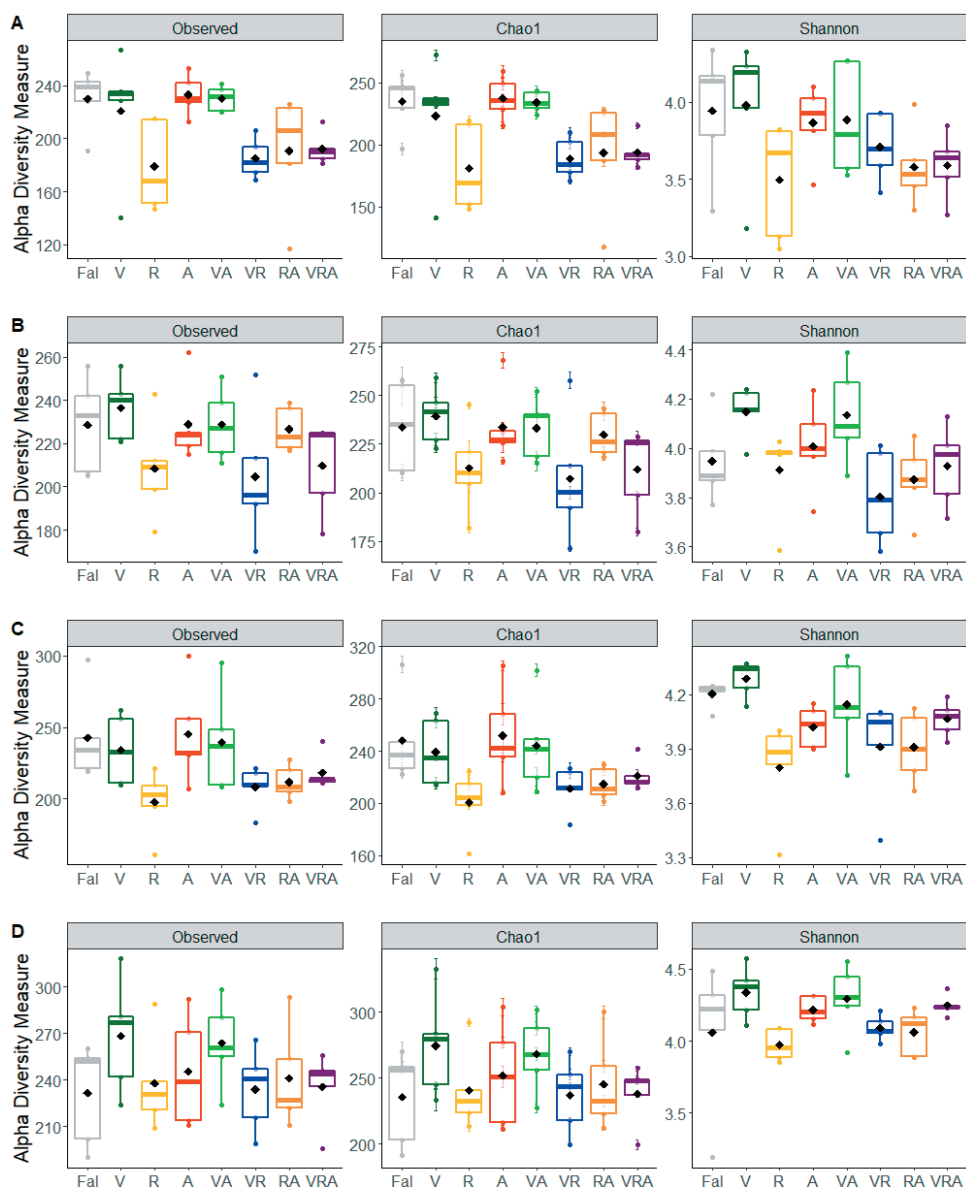 A
Observed
Chao1
Shannon
Alpha Diversity Measure
240
200
160
120
250
200
150
4.0
3.5
3.0
Fal V R A VA VR RA VRA
Fal V R A VA VR RA VRA
Fal V R A VA VR RA VRA
B
Observed
Chao1
Shannon
Alpha Diversity Measure
260
240
220
200
180
275
250
225
200
175
4.4
4.2
4.0
3.8
3.6
Fal V R A VA VR RA VRA
Fal V R A VA VR RA VRA
Fal V R A VA VR RA VRA
C
Observed
Chao1
Shannon
Alpha Diversity Measure
300
250
200
320
280
240
200
160
4.2
3.9
3.6
3.3
Fal V R A VA VR RA VRA
Fal V R A VA VR RA VRA
Fal V R A VA VR RA VRA
D
Observed
Chao1
Shannon
Alpha Diversity Measure
300
270
240
210
300
250
200
4.5
4.0
3.5
Fal V R A VA VR RA VRA
Fal V R A VA VR RA VRA
Fal V R A VA VR RA VRA